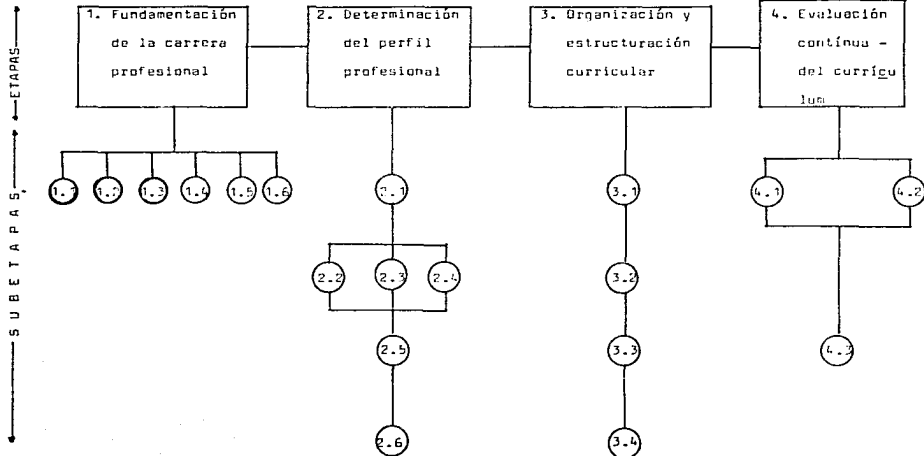 1. Fundamentación
de la carrera
profesional
2. Determinación
del perfil
profesional
3. Organización y
estructuración
curricular
4. Evaluación
contínua -
del currícu
lum
ETAPAS
SUBETAPAS
1.1 1.2 1.3 1.4 1.5 1.6
2.1
2.2 2.3 2.4
2.5
2.6
3.1
3.2
3.3
3.4
4.1 4.2
4.3